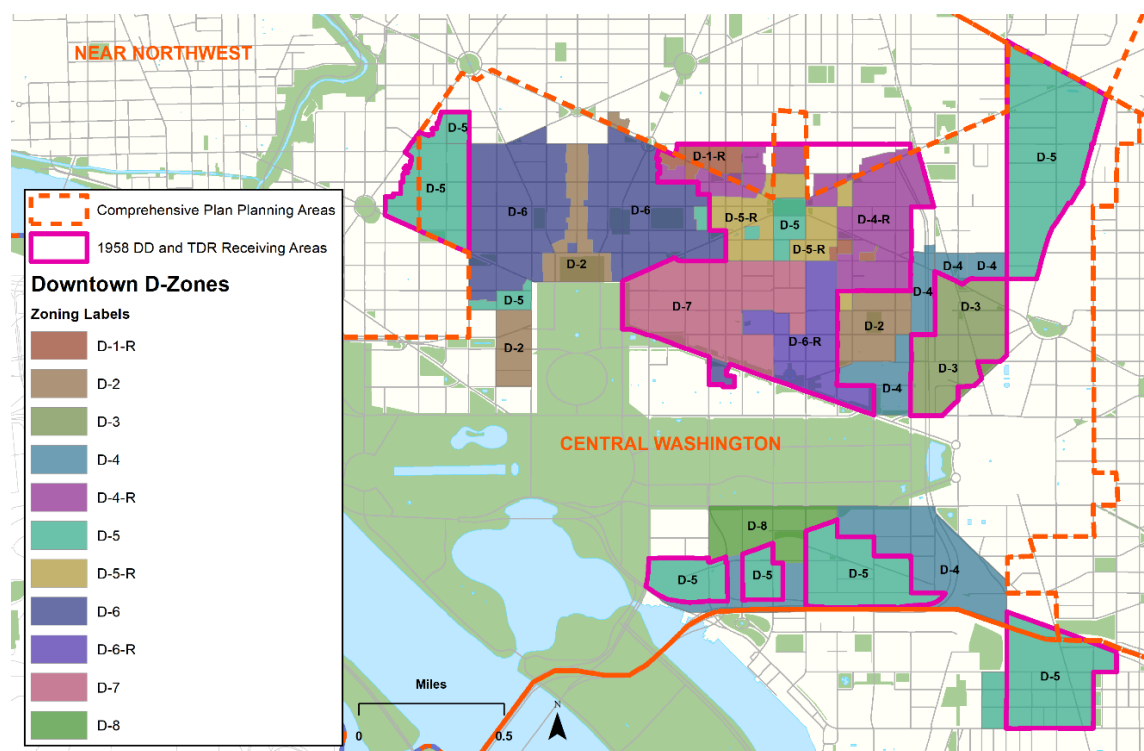 NEAR NORTHWEST
D-5
D-1-R
D-5
D-5
D-6
D-6
D-5-R
D-5
D-4-R
D-5-R
D-2
D-4
D-4
D-4
D-5
D-7
D-2
D-3
D-2
D-6-R
D-4
D-3
CENTRAL WASHINGTON
D-8
D-5
D-5
D-5
D-4
D-5
Comprehensive Plan Planning Areas
1958 DD and TDR Receiving Areas
Downtown D-Zones
Zoning Labels
D-1-R
D-2
D-3
D-4
D-4-R
D-5
D-5-R
D-6
D-6-R
D-7
D-8
Miles
N
0
0.5